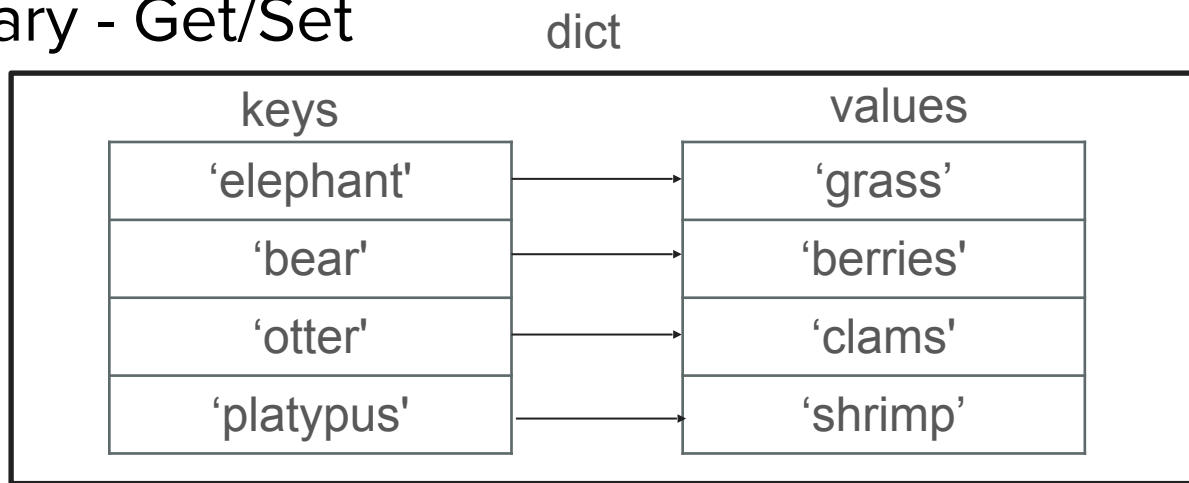 ary - Get/Set
dict
keys values
‘elephant' ‘grass’
‘bear' ‘berries'
‘otter' ‘clams'
‘platypus' ‘shrimp’